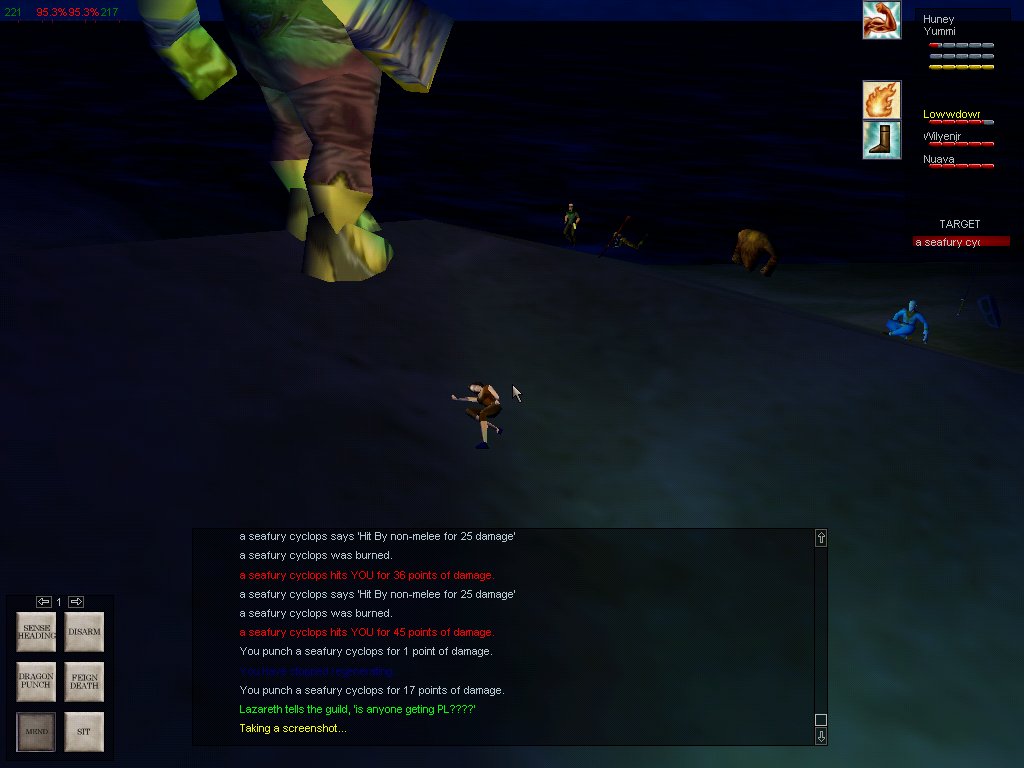 221 95.3%95.3%217
Huney
Yummi
Lowwdowr
Wilyenjr
Nuava
TARGET
a seafury cyc
a seafury cyclops says 'Hit By non-melee for 25 damage'
a seafury cyclops was burned.
a seafury cyclops hits YOU for 36 points of damage.
a seafury cyclops says 'Hit By non-melee for 25 damage'
a seafury cyclops was burned.
a seafury cyclops hits YOU for 45 points of damage.
You punch a seafury cyclops for 1 point of damage.
You punch a seafury cyclops for 17 points of damage.
Lazareth tells the guild, 'is anyone geting PL????'
Taking a screenshot...
1
SENSE HEADING
DISARM
DRAGON PUNCH
FEIGN DEATH
MEND
SIT